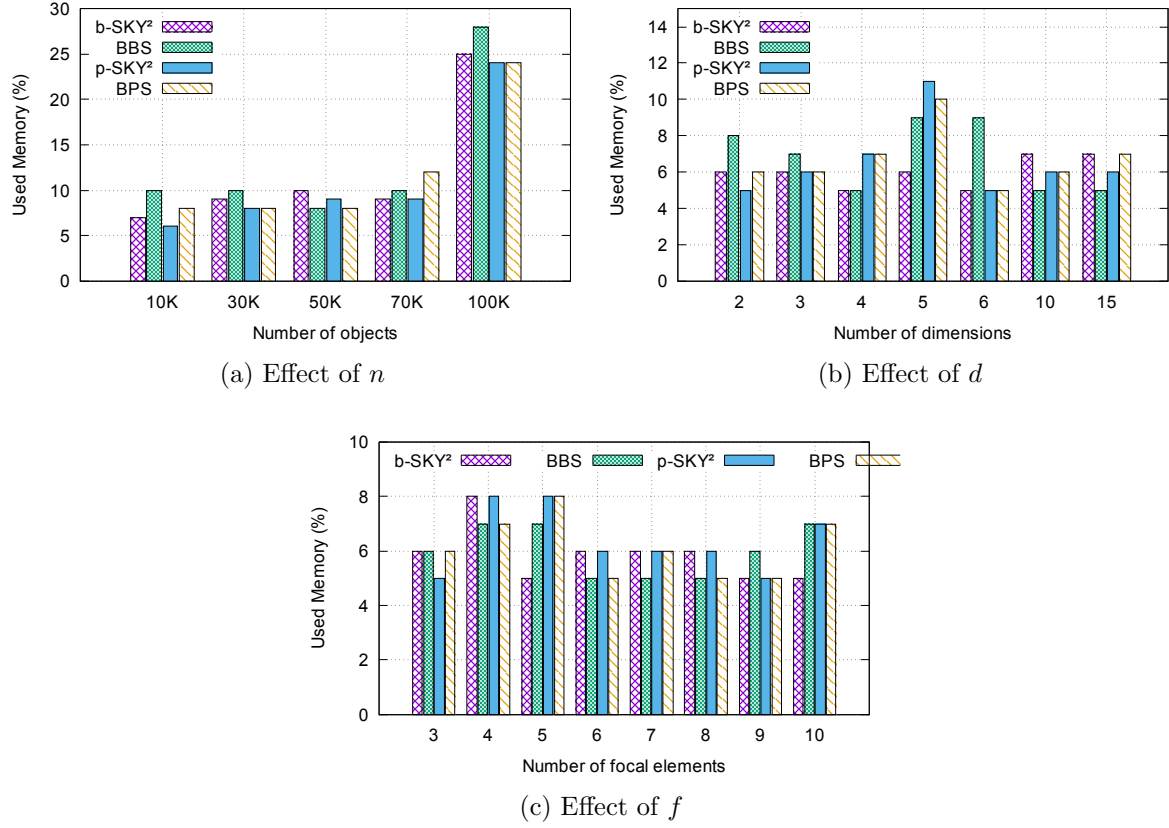 30
25
20
15
10
5
0
Used Memory (%)
b-SKY²
BBS
p-SKY²
BPS
10K 30K 50K 70K 100K
Number of objects
(a) Effect of n
14
12
10
8
6
4
2
0
Used Memory (%)
b-SKY²
BBS
p-SKY²
BPS
2 3 4 5 6 10 15
Number of dimensions
(b) Effect of d
10
8
6
4
2
0
Used Memory (%)
b-SKY² BBS p-SKY² BPS
3 4 5 6 7 8 9 10
Number of focal elements
(c) Effect of f